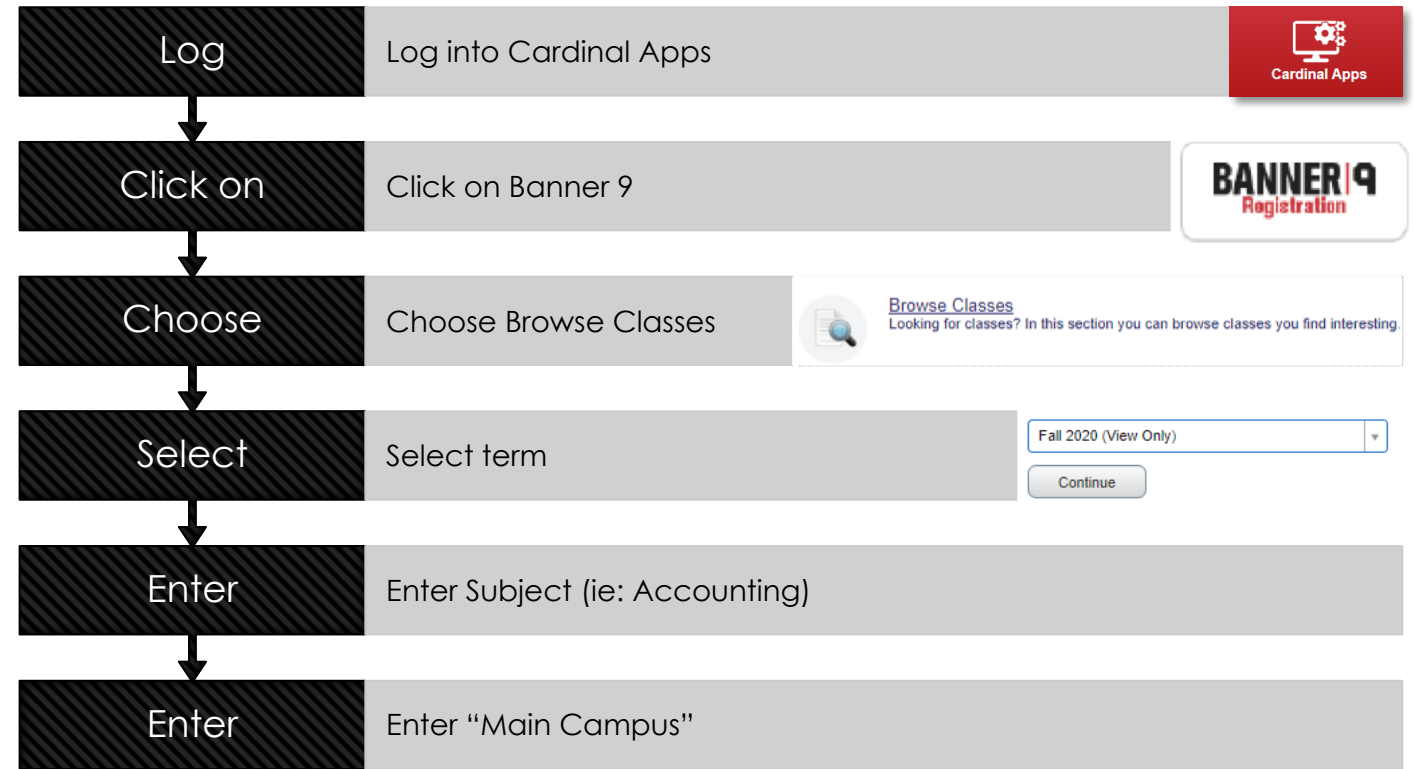 Log
Log into Cardinal Apps
Cardinal Apps
Click on
Click on Banner 9
BANNER|9
Registration
Choose
Choose Browse Classes
Browse Classes
Looking for classes? In this section you can browse classes you find interesting.
Select
Select term
Fall 2020 (View Only)
Continue
Enter
Enter Subject (ie: Accounting)
Enter
Enter “Main Campus”